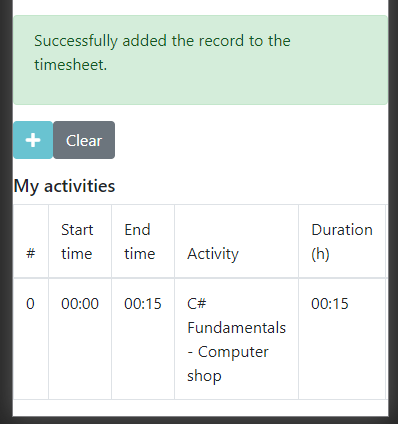 Successfully added the record to the
timesheet.
+ Clear
My activities
# Start time End time Activity Duration (h)
0 00:00 00:15 C# Fundamentals - Computer shop 00:15